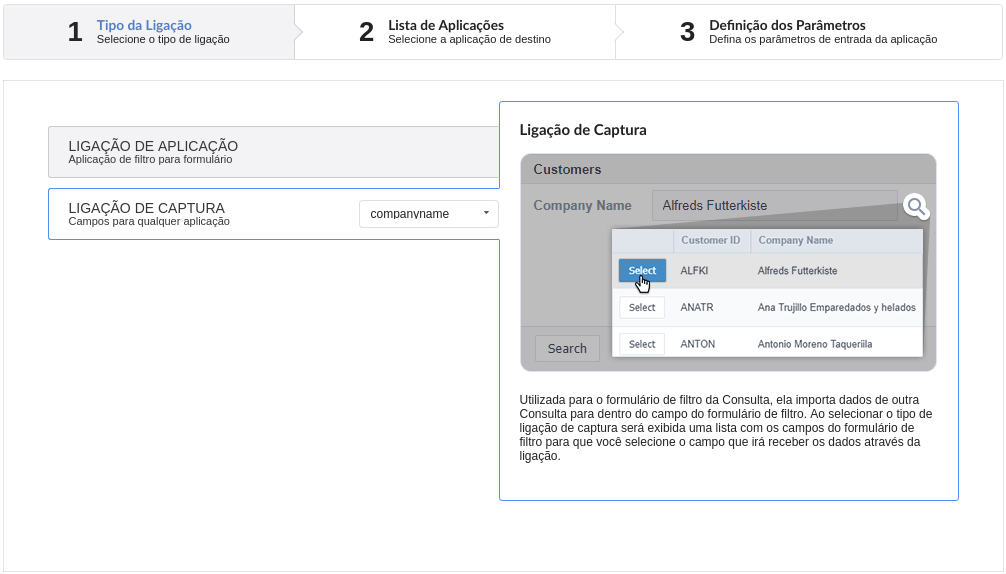 1 Tipo da Ligação
Selecione o tipo de ligação
2 Lista de Aplicações
Selecione a aplicação de destino
3 Definição dos Parâmetros
Defina os parâmetros de entrada da aplicação
LIGAÇÃO DE APLICAÇÃO
Aplicação de filtro para formulário
LIGAÇÃO DE CAPTURA
Campos para qualquer aplicação
companyname
Ligação de Captura
Customers
Company Name Alfreds Futterkiste
Customer ID Company Name
Select ALFKI Alfreds Futterkiste
Select ANATR Ana Trujillo Emparedados y helados
Select ANTON Antonio Moreno Taqueriila
Search
Utilizada para o formulário de filtro da Consulta, ela importa dados de outra
Consulta para dentro do campo do formulário de filtro. Ao selecionar o tipo de
ligação de captura será exibida uma lista com os campos do formulário de
filtro para que você selecione o campo que irá receber os dados através da
ligação.